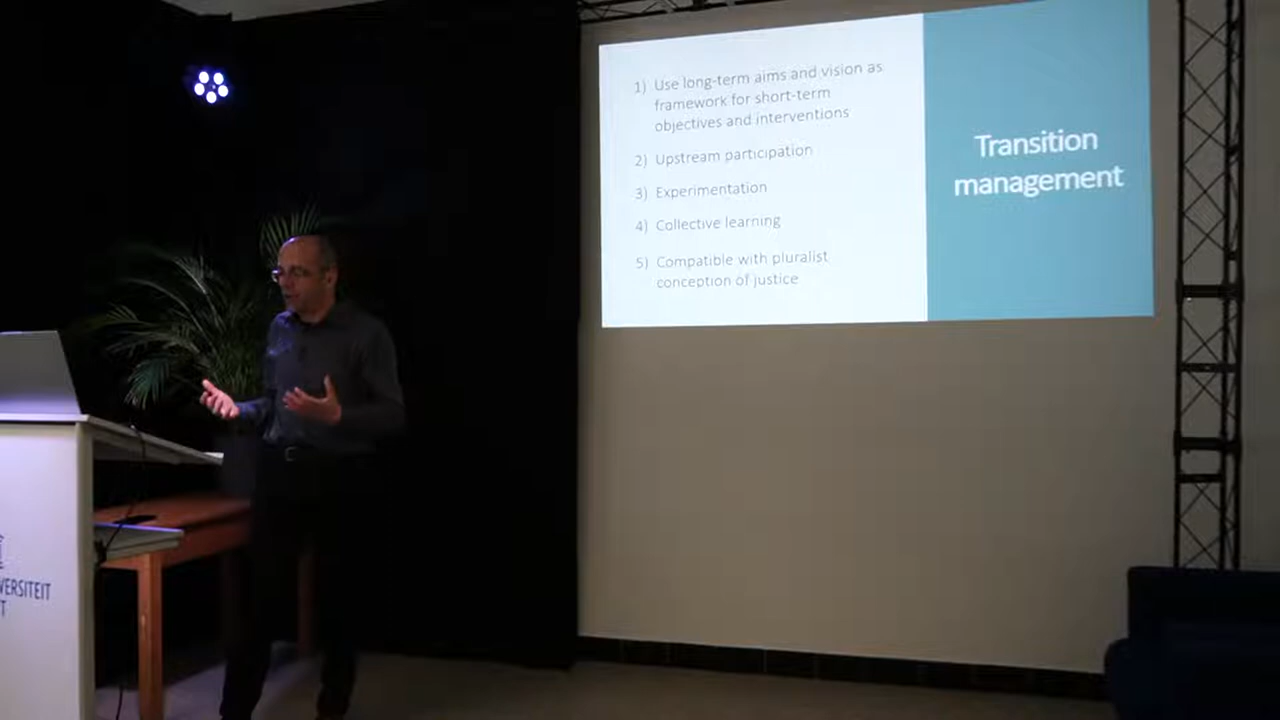 1) Use long-term aims and vision as
framework for short-term
objectives and interventions
2) Upstream participation
3) Experimentation
4) Collective learning
5) Compatible with pluralist
conception of justice
Transition
management
VERSITEIT
T